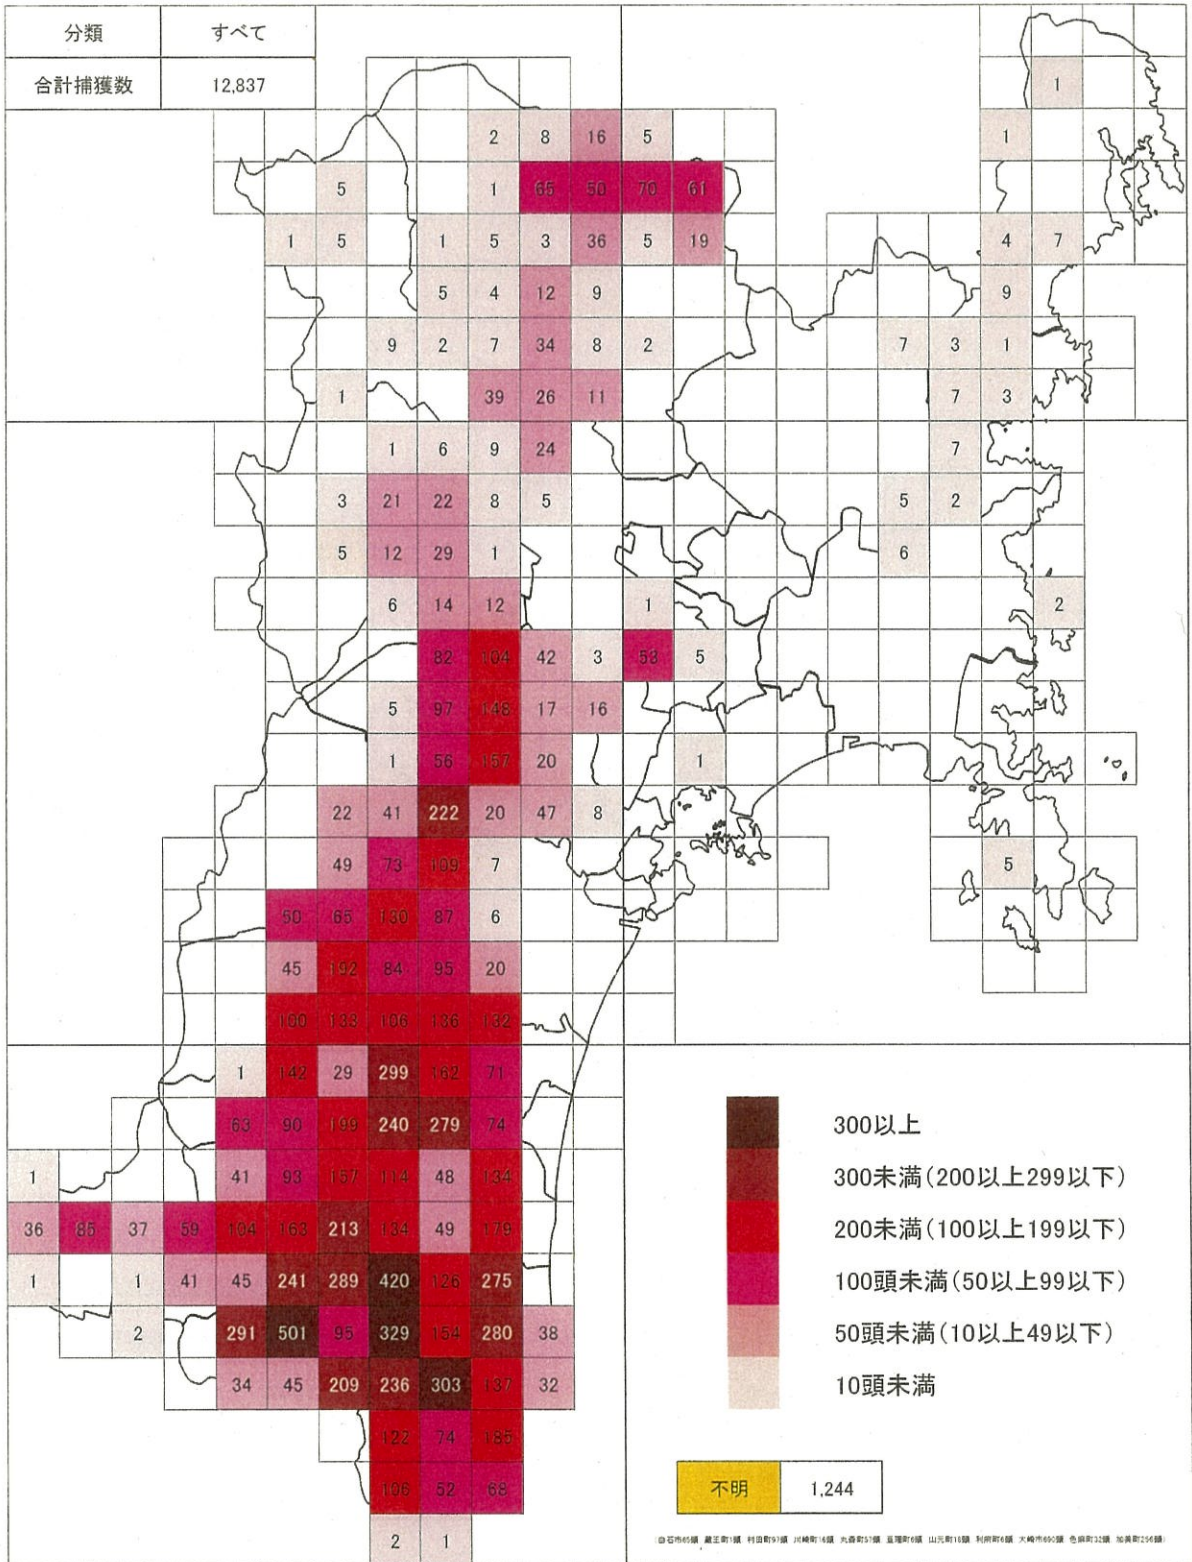 分類 すべて
合計捕獲数 12,837
1
2 8 16 5 1
5 1 65 50 70 61
1 5 1 5 3 36 5 19 4 7
5 4 12 9 9
9 2 7 34 8 2 7 3 1
1 39 26 11 7 3
1 6 9 24 7
3 21 22 8 5 5 2
5 12 29 1 6
6 14 12 1 2
82 104 42 3 53 5
5 97 148 17 16
1 56 157 20 1
22 41 222 20 47 8
49 73 109 7 5
50 65 130 87 6
45 192 84 95 20
100 133 106 136 132
1 142 29 299 162 71
63 90 199 240 279 74
1 41 93 157 114 48 134
36 85 37 59 104 163 213 134 49 179
1 1 41 45 241 289 420 126 275
2 291 501 95 329 154 280 38
34 45 209 236 303 137 32
122 74 185
106 52 68
2 1
300以上
300未満(200以上299以下)
200未満(100以上199以下)
100頭未満(50以上99以下)
50頭未満(10以上49以下)
10頭未満
不明 1,244